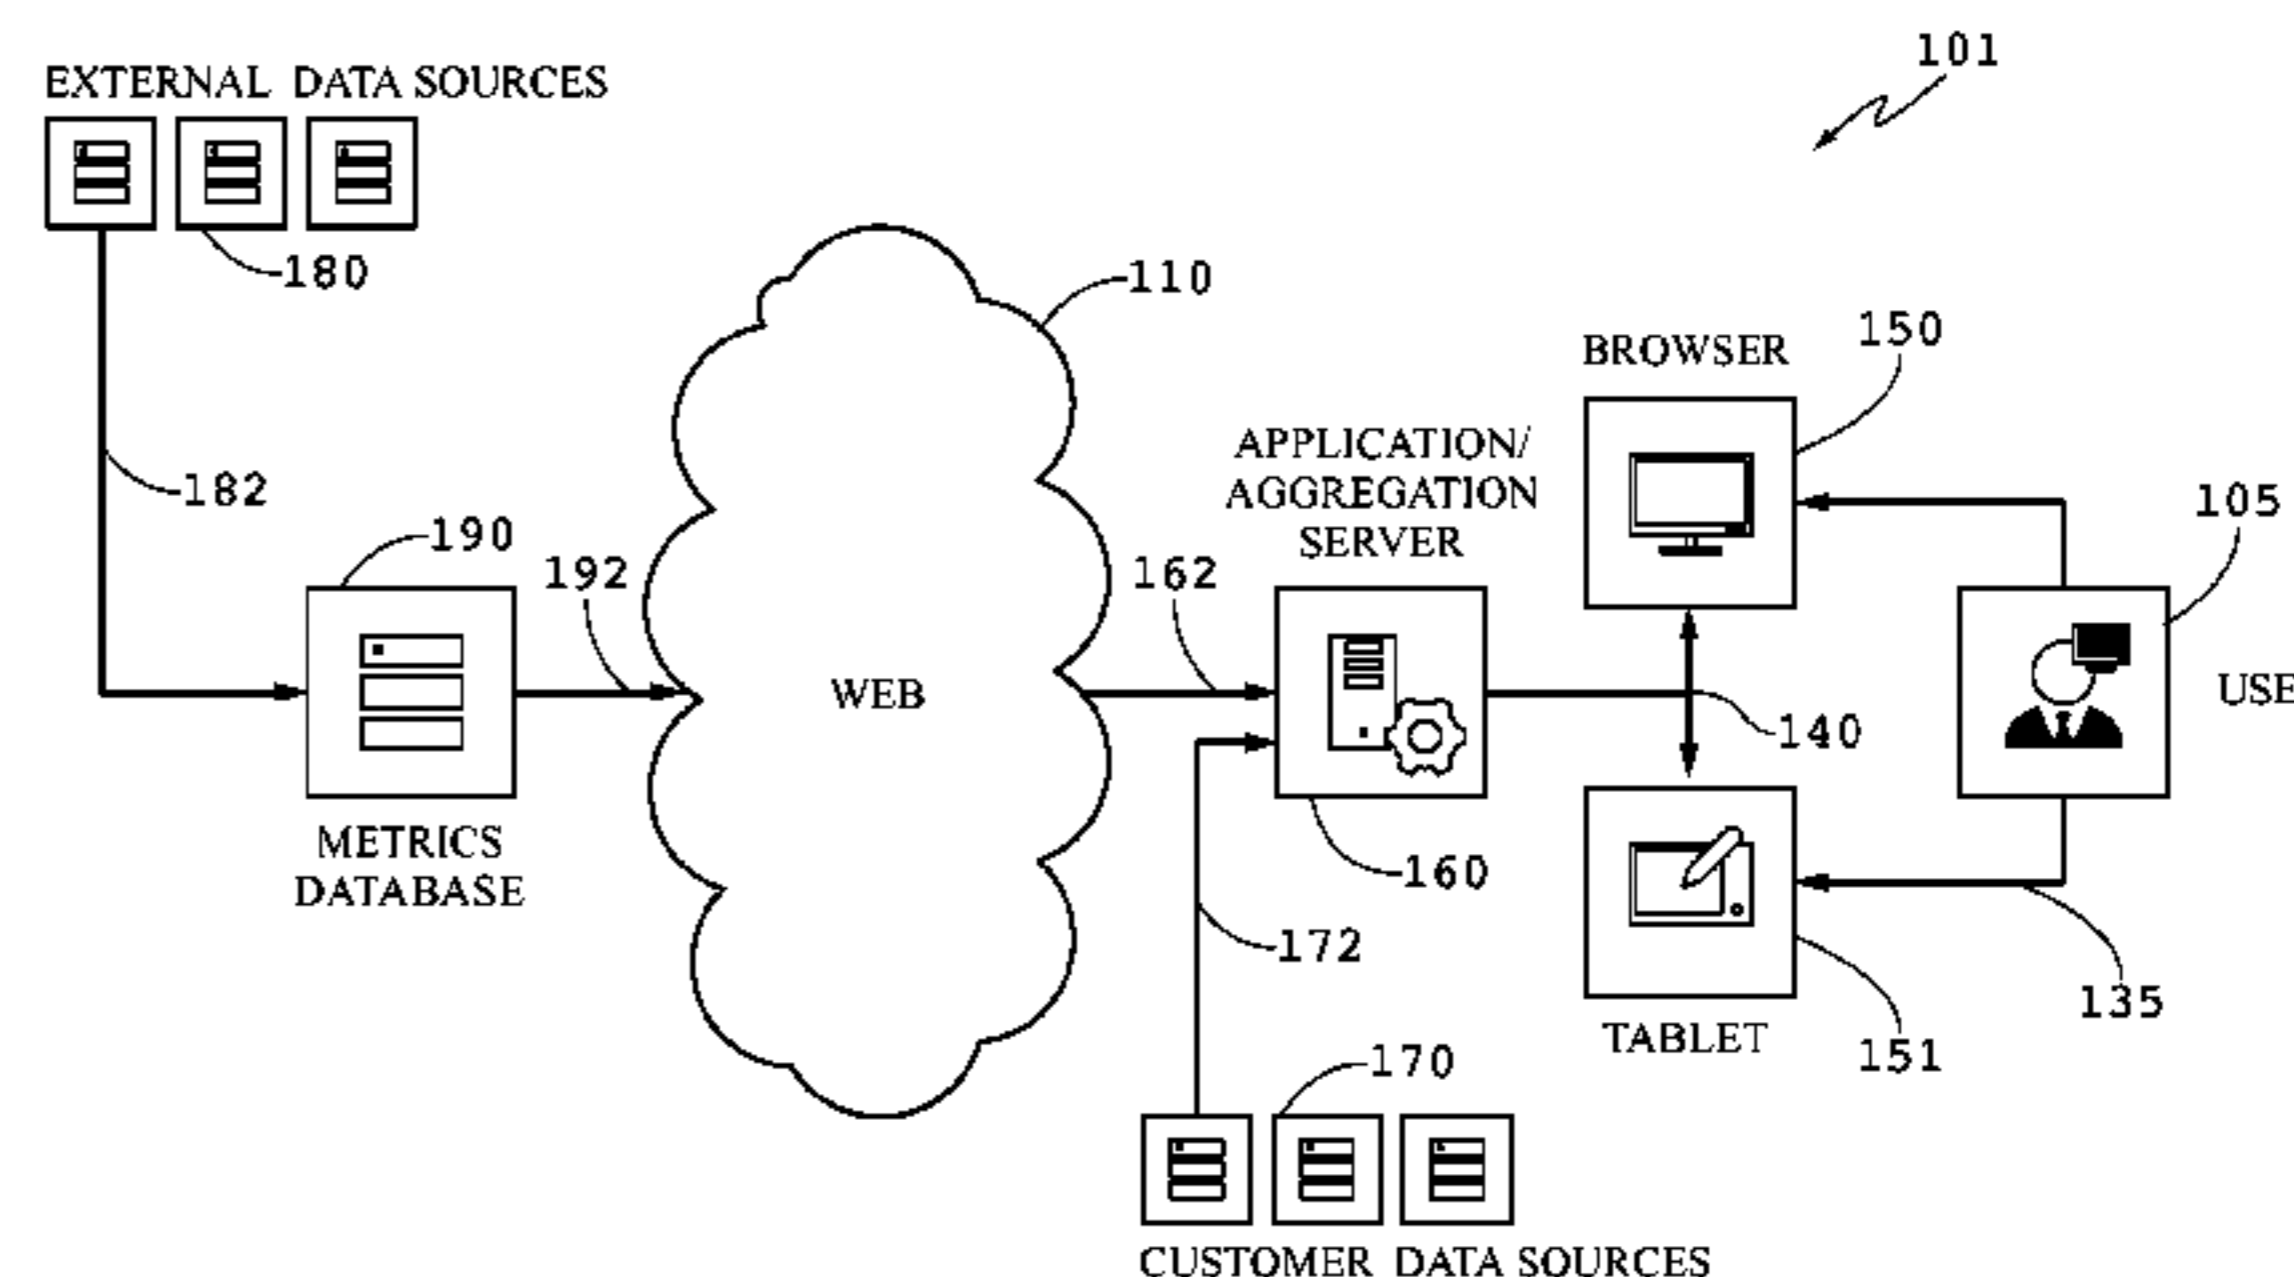 101
EXTERNAL DATA SOURCES
180
110
150
BROWSER
APPLICATION/
AGGREGATION
SERVER
182
105
190
192
162
WEB
USE
140
METRICS
DATABASE
160
172
135
TABLET
151
170
CUSTOMER DATA SOURCES